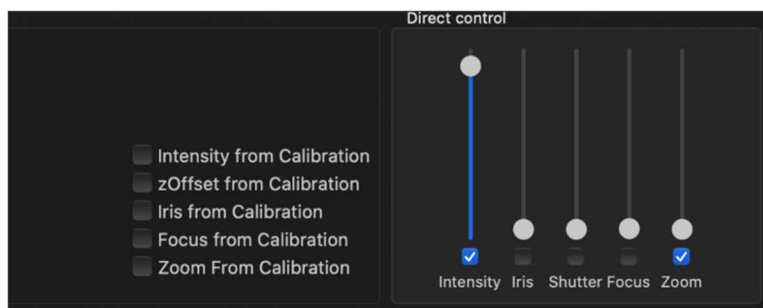 Direct control
Intensity from Calibration
zOffset from Calibration
Iris from Calibration
Focus from Calibration
Zoom From Calibration
Intensity Iris Shutter Focus Zoom